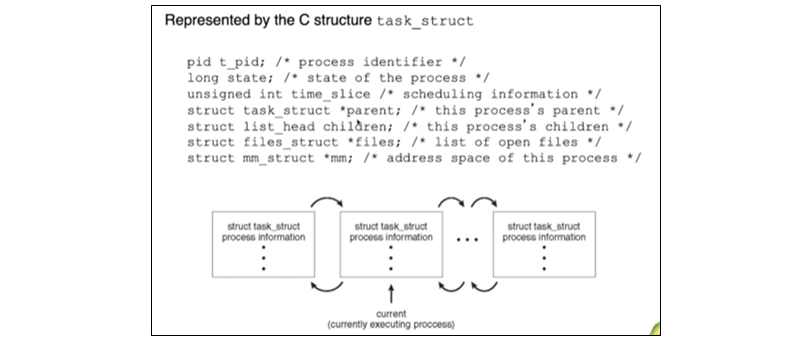 Represented by the C structure task_struct
pid t_pid; /* process identifier */
long state; /* state of the process */
unsigned int time_slice /* scheduling information */
struct task_struct *parent; /* this process's parent */
struct list_head children; /* this process's children */
struct files_struct *files; /* list of open files */
struct mm_struct *mm; /* address space of this process */
struct task_struct
process information
struct task_struct
process information
• • •
struct task_struct
process information
current
(currently executing proccess)